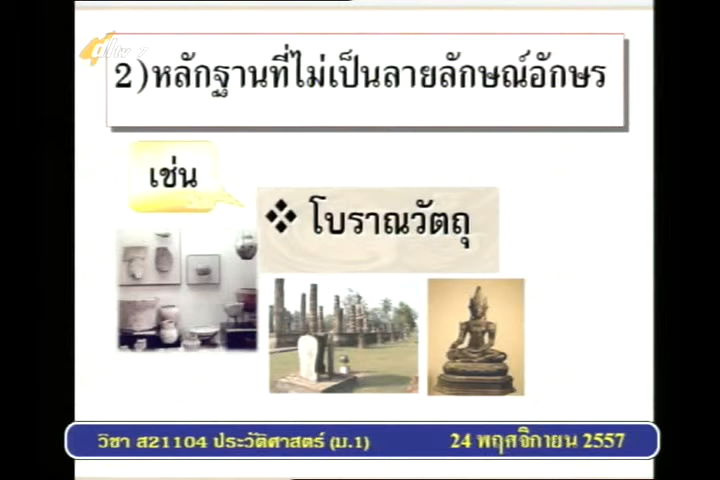 2)หลักฐานที่ไม่เป็นลายลักษณ์อักษร
เช่น
❖ โบราณวัตถุ
วิชา ส21104 ประวัติศาสตร์ (ม.1)
24 พฤศจิกายน 2557